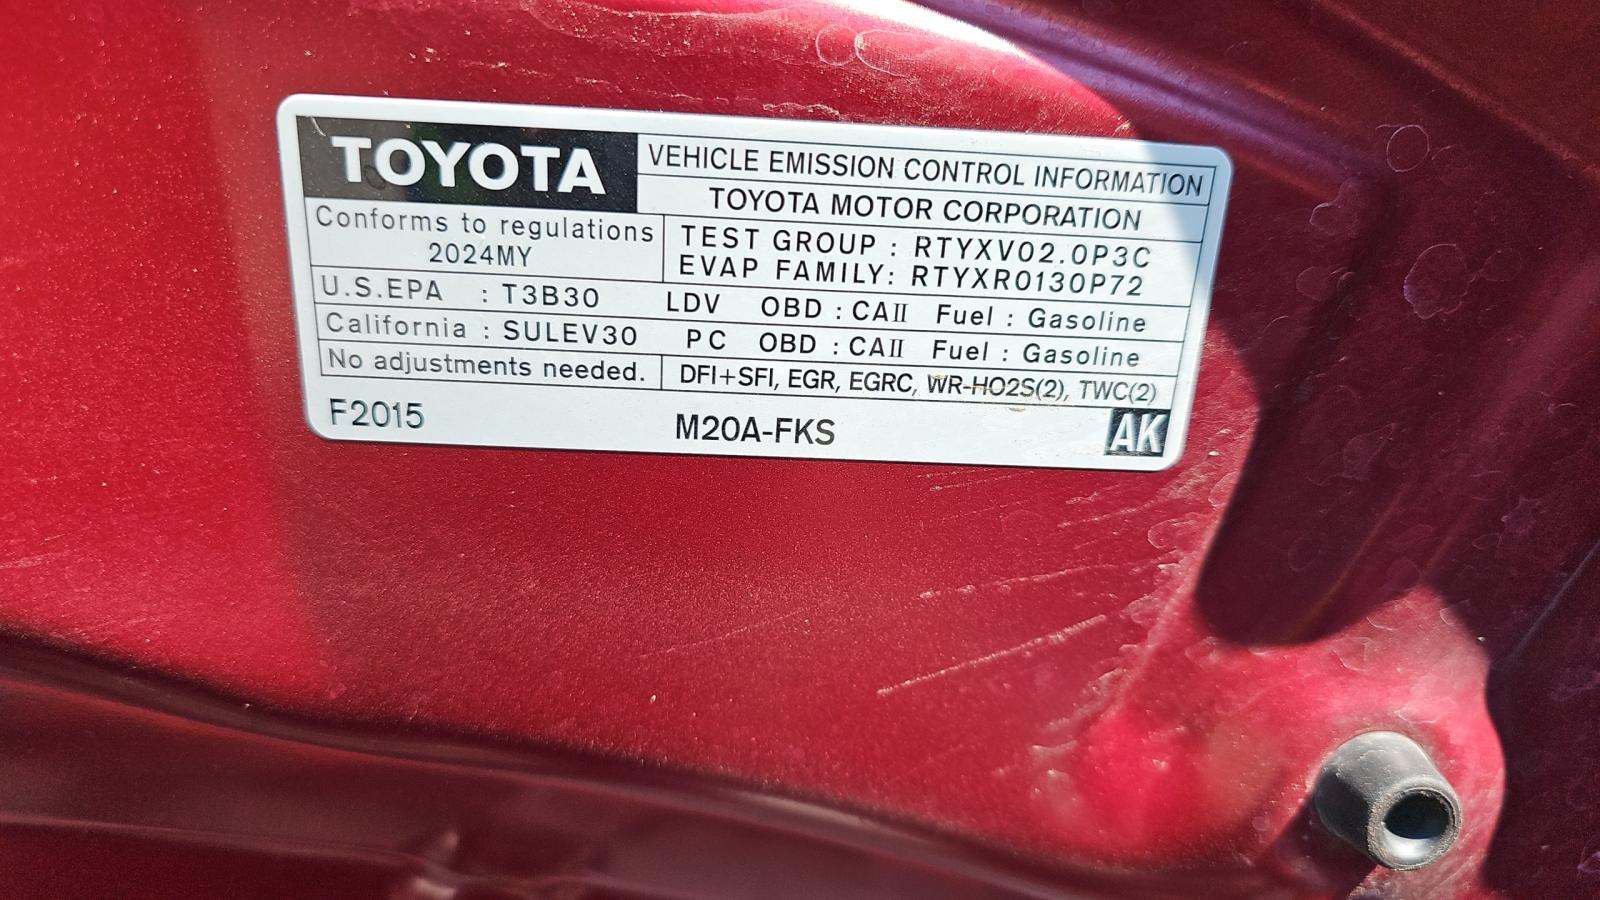 TOYOTA
VEHICLE EMISSION CONTROL INFORMATION
TOYOTA MOTOR CORPORATION
Conforms to regulations
2024MY
TEST GROUP : RTYXV02.0P3C
EVAP FAMILY: RTYXR0130P72
U.S.EPA : T3B30 LDV OBD : CAII Fuel : Gasoline
California : SULEV30 PC OBD : CAII Fuel : Gasoline
No adjustments needed. DFI+SFI, EGR, EGRC, WR-HO2S(2), TWC(2)
F2015 M20A-FKS AK